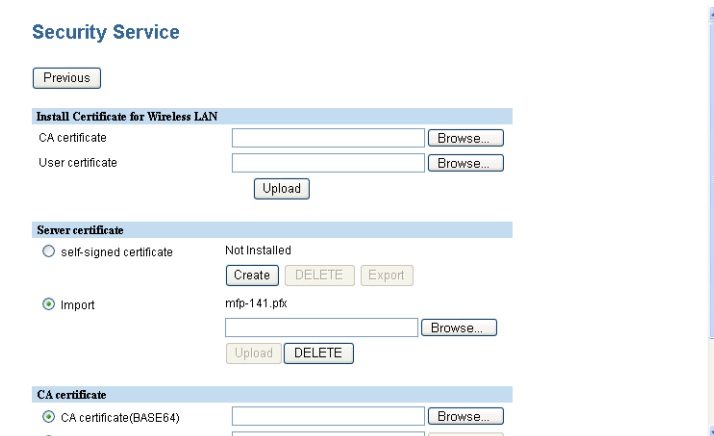 Security Service
Previous
Install Certificate for Wireless LAN
CA certificate Browse...
User certificate Browse...
Upload
Server certificate
self-signed certificate Not Installed
Create DELETE Export
Import mfp-141.pfx
Browse...
Upload DELETE
CA certificate
CA certificate(BASE64) Browse...